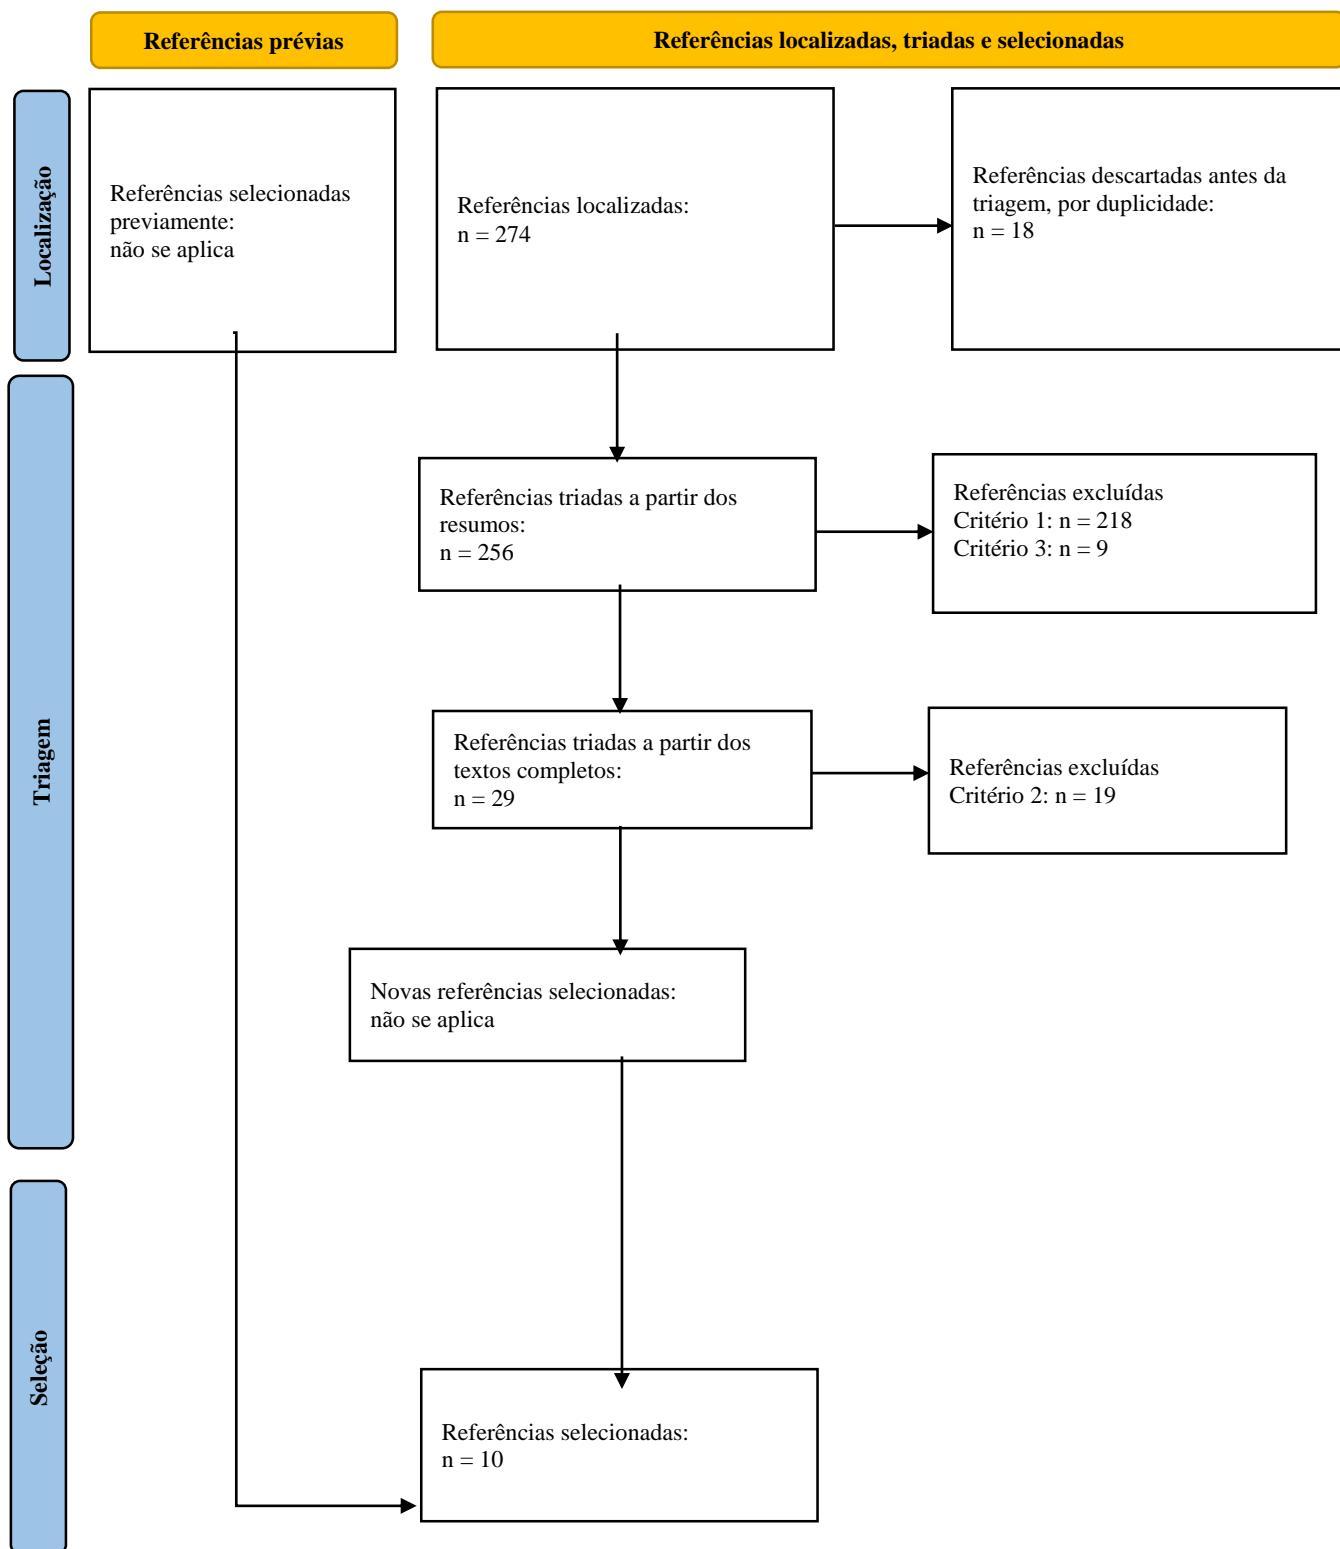 Referências prévias
Referências localizadas, triadas e selecionadas
Localização
Referências selecionadas
previamente:
não se aplica
Referências localizadas:
n = 274
Referências descartadas antes da
triagem, por duplicidade:
n = 18
Triagem
Referências triadas a partir dos
resumos:
n = 256
Referências excluídas
Critério 1: n = 218
Critério 3: n = 9
Referências triadas a partir dos
textos completos:
n = 29
Referências excluídas
Critério 2: n = 19
Novas referências selecionadas:
não se aplica
Seleção
Referências selecionadas:
n = 10